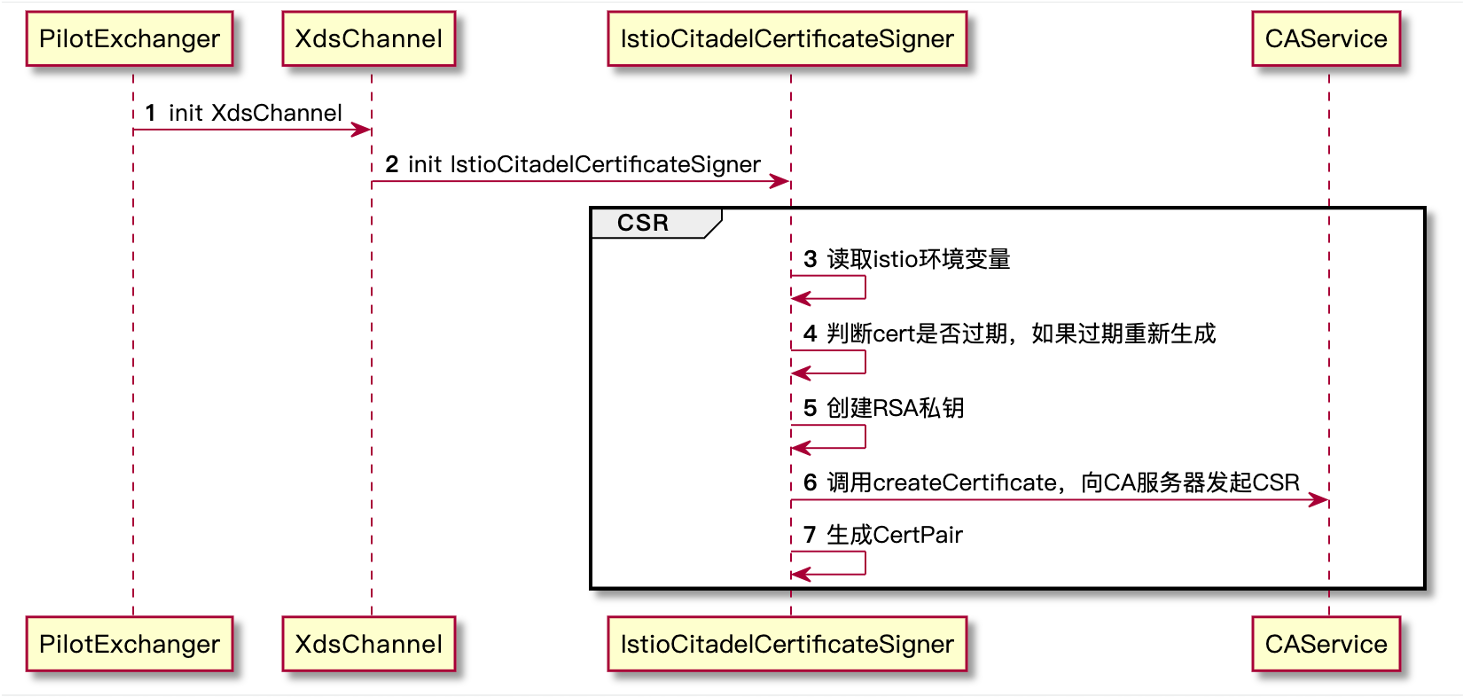 PilotExchanger XdsChannel IstioCitadelCertificateSigner CAService
1 init XdsChannel
2 init IstioCitadelCertificateSigner
CSR
3 读取istio环境变量
4 判断cert是否过期，如果过期重新生成
5 创建RSA私钥
6 调用createCertificate，向CA服务器发起CSR
7 生成CertPair
PilotExchanger XdsChannel IstioCitadelCertificateSigner CAService